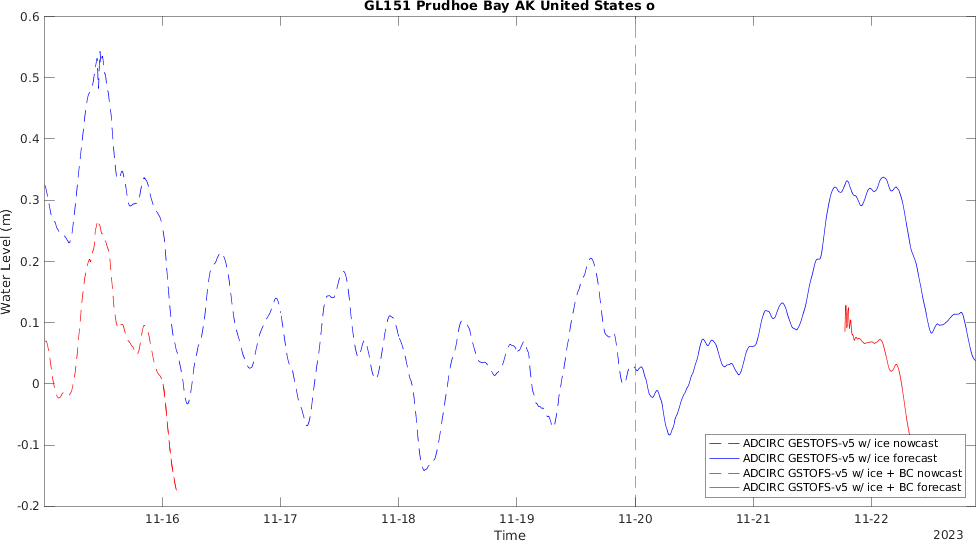 GL151 Prudhoe Bay AK United States o
0.6
0.5
0.4
0.3
0.2
0.1
0
-0.1
-0.2
Water Level (m)
ADCIRC GESTOFS-v5 w/ ice nowcast
ADCIRC GESTOFS-v5 w/ ice forecast
ADCIRC GSTOFS-v5 w/ ice + BC nowcast
ADCIRC GSTOFS-v5 w/ ice + BC forecast
11-16 11-17 11-18 11-19 11-20 11-21 11-22
Time
2023